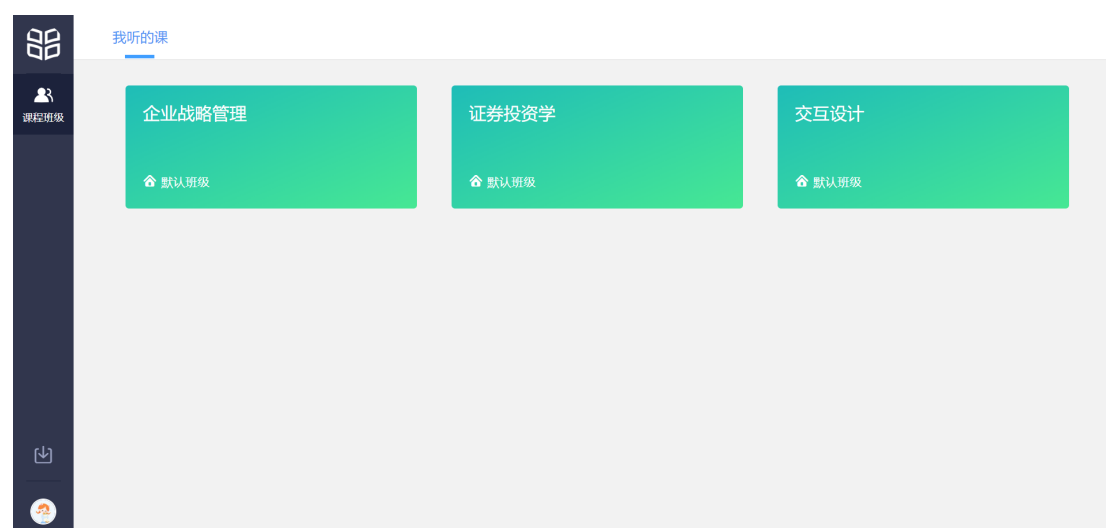 我听的课
课程班级
企业战略管理
默认班级
证券投资学
默认班级
交互设计
默认班级